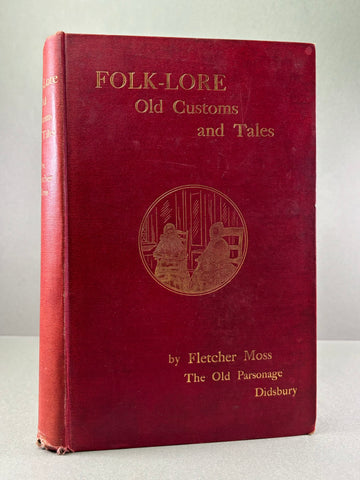 FOLK-LORE
Old Customs
and Tales
by Fletcher Moss
The Old Parsonage
Didsbury